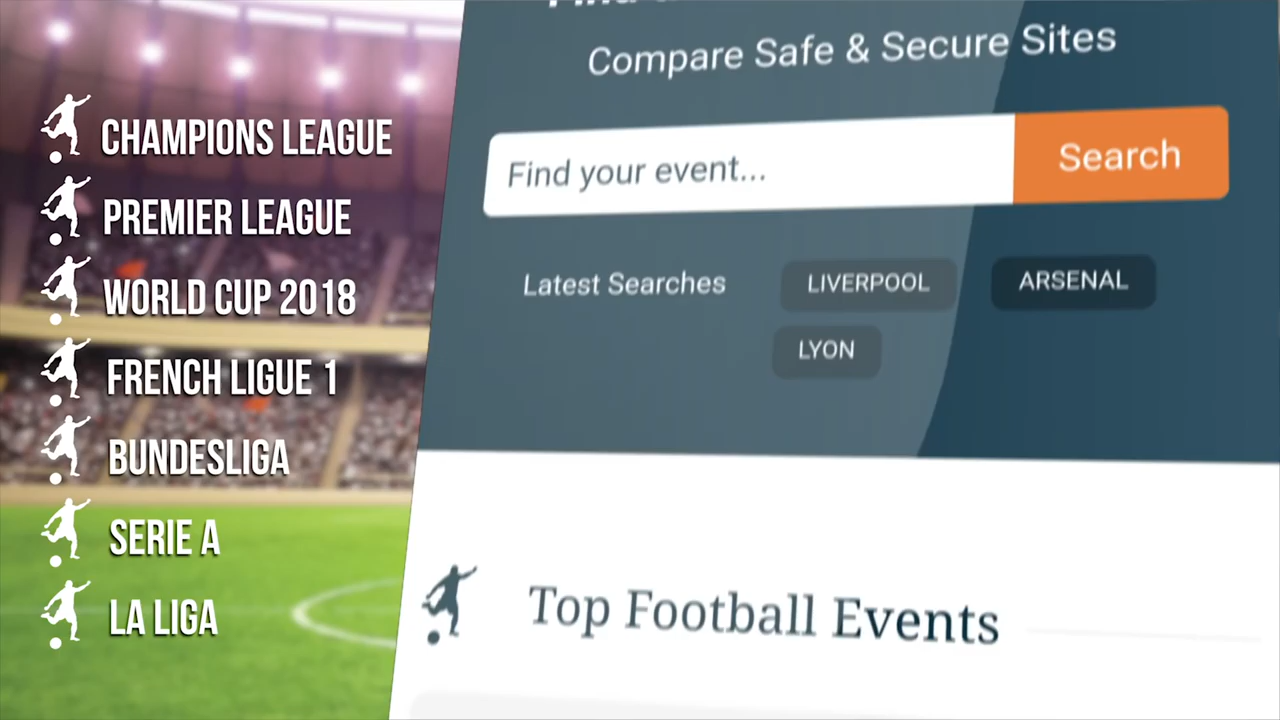 CHAMPIONS LEAGUE
PREMIER LEAGUE
WORLD CUP 2018
FRENCH LIGUE 1
BUNDESLIGA
SERIE A
LA LIGA
Compare Safe & Secure Sites
Find your event...
Search
Latest Searches
LIVERPOOL
ARSENAL
LYON
Top Football Events